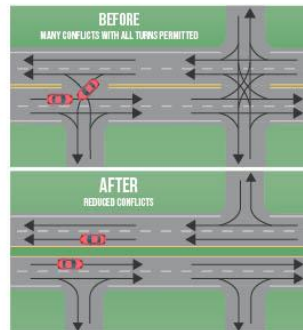 BEFORE
MANY CONFLICTS WITH ALL TURNS PERMITTED
AFTER
REDUCED CONFLICTS